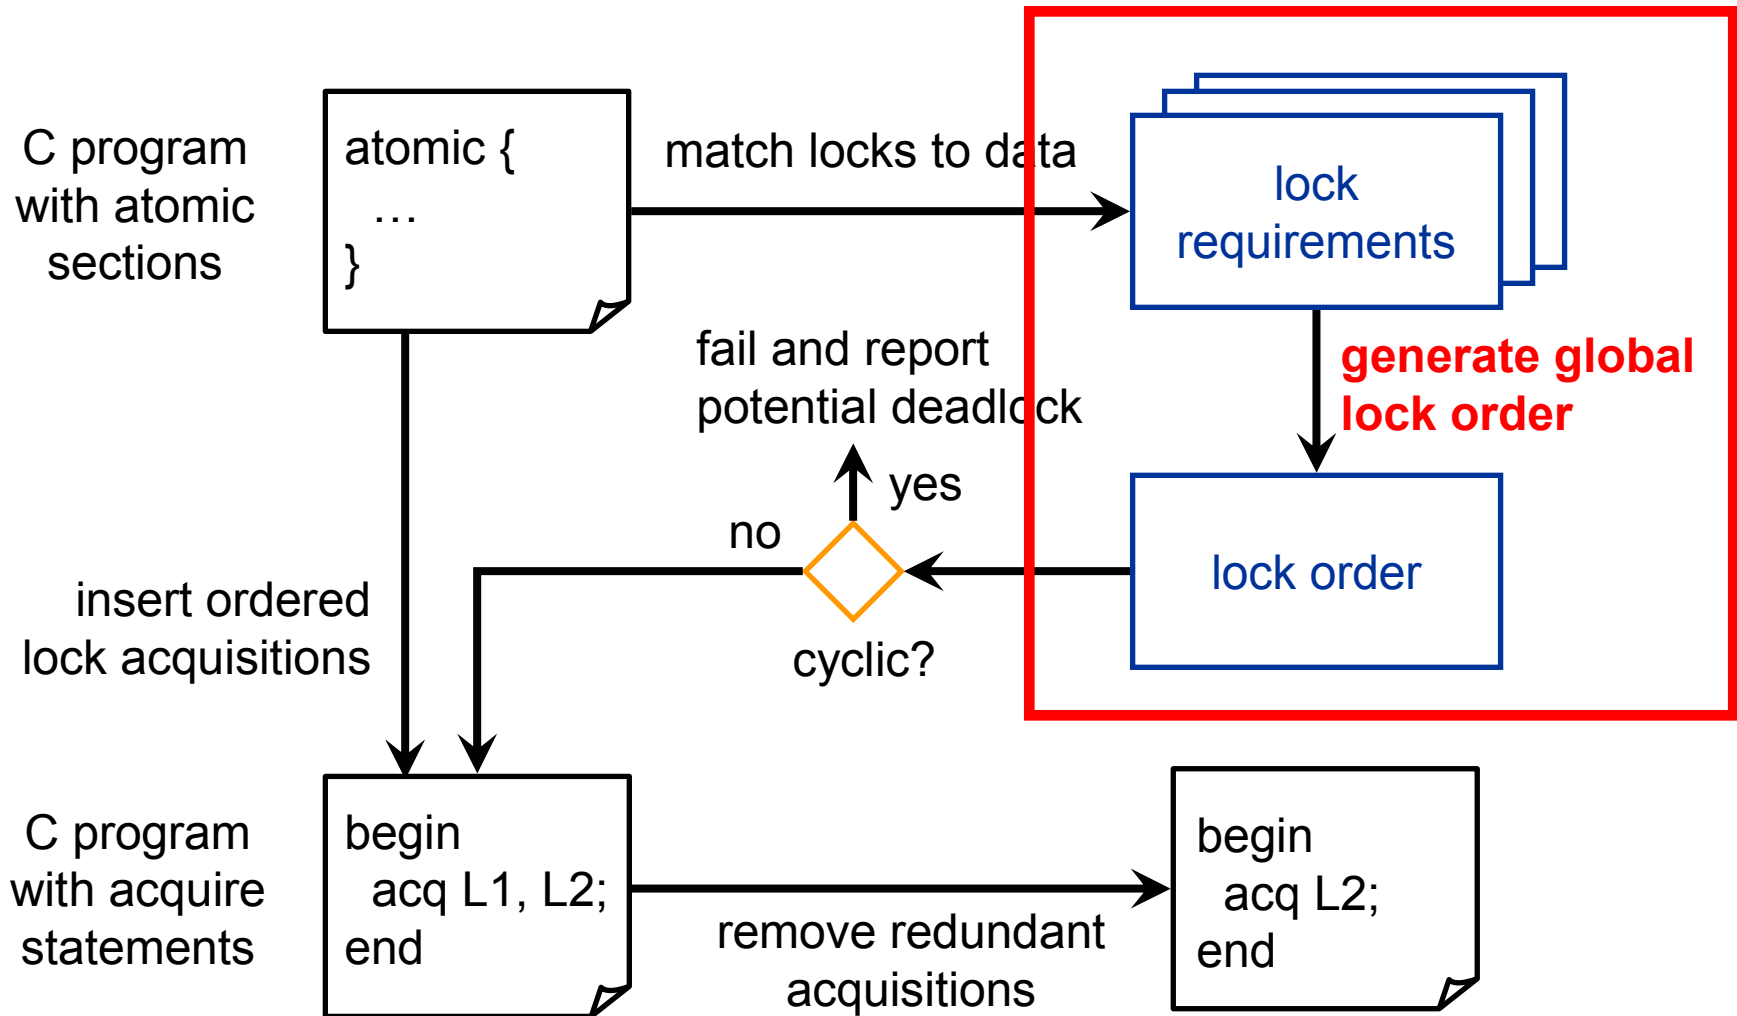 C program
with atomic
sections
atomic {
…
}
match locks to data
lock
requirements
generate global
lock order
fail and report
potential deadlock
yes
no
cyclic?
lock order
insert ordered
lock acquisitions
C program
with acquire
statements
begin
acq L1, L2;
end
remove redundant
acquisitions
begin
acq L2;
end